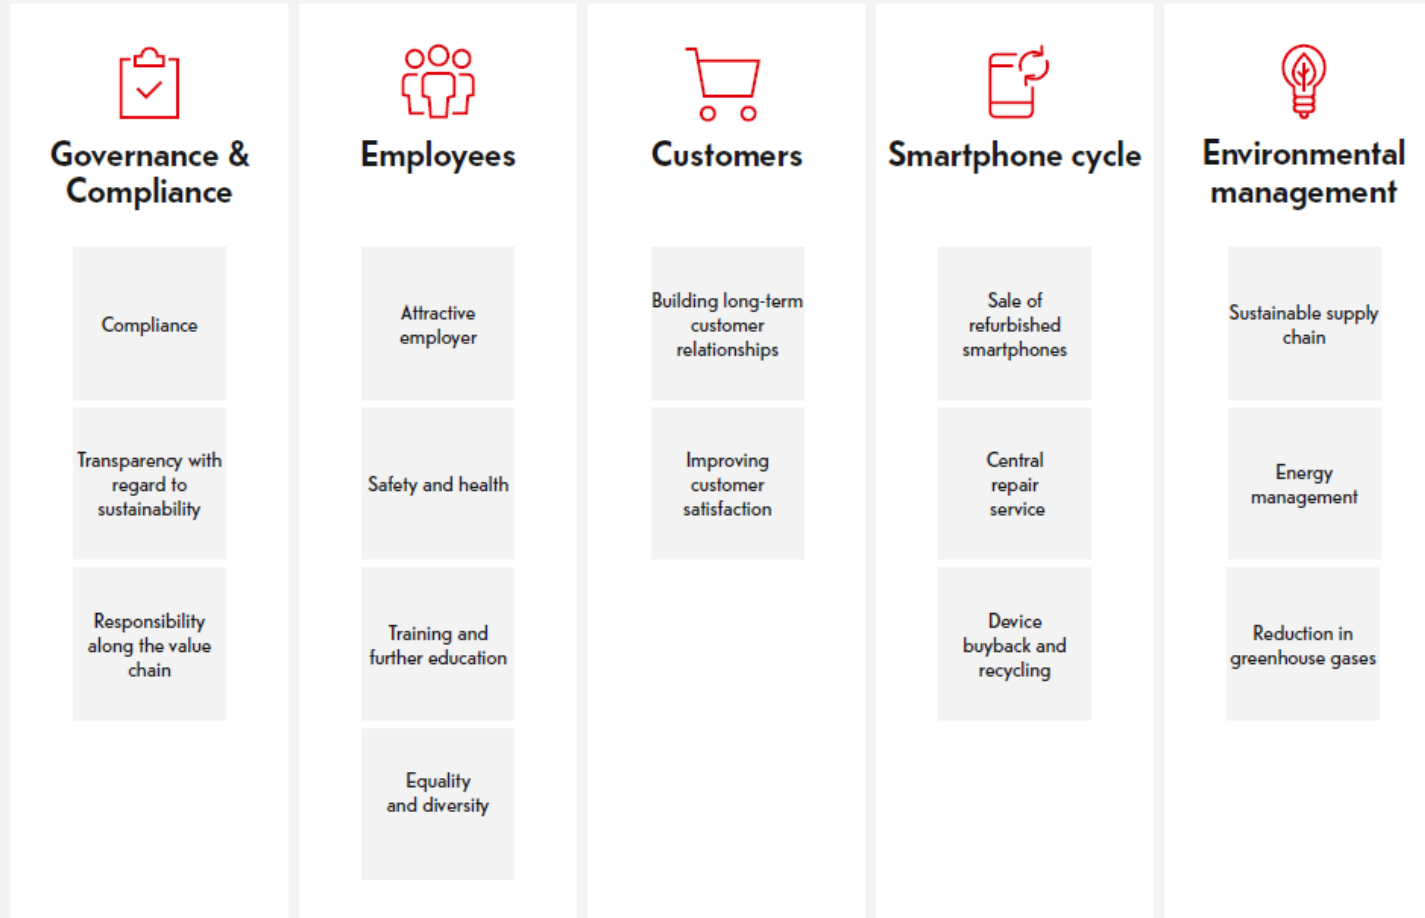 Governance &
Compliance
Compliance
Transparency with
regard to
sustainability
Responsibility
along the value
chain
Employees
Attractive
employer
Safety and health
Training and
further education
Equality
and diversity
Customers
Building long-term
customer
relationships
Improving
customer
satisfaction
Smartphone cycle
Sale of
refurbished
smartphones
Central
repair
service
Device
buyback and
recycling
Environmental
management
Sustainable supply
chain
Energy
management
Reduction in
greenhouse gases